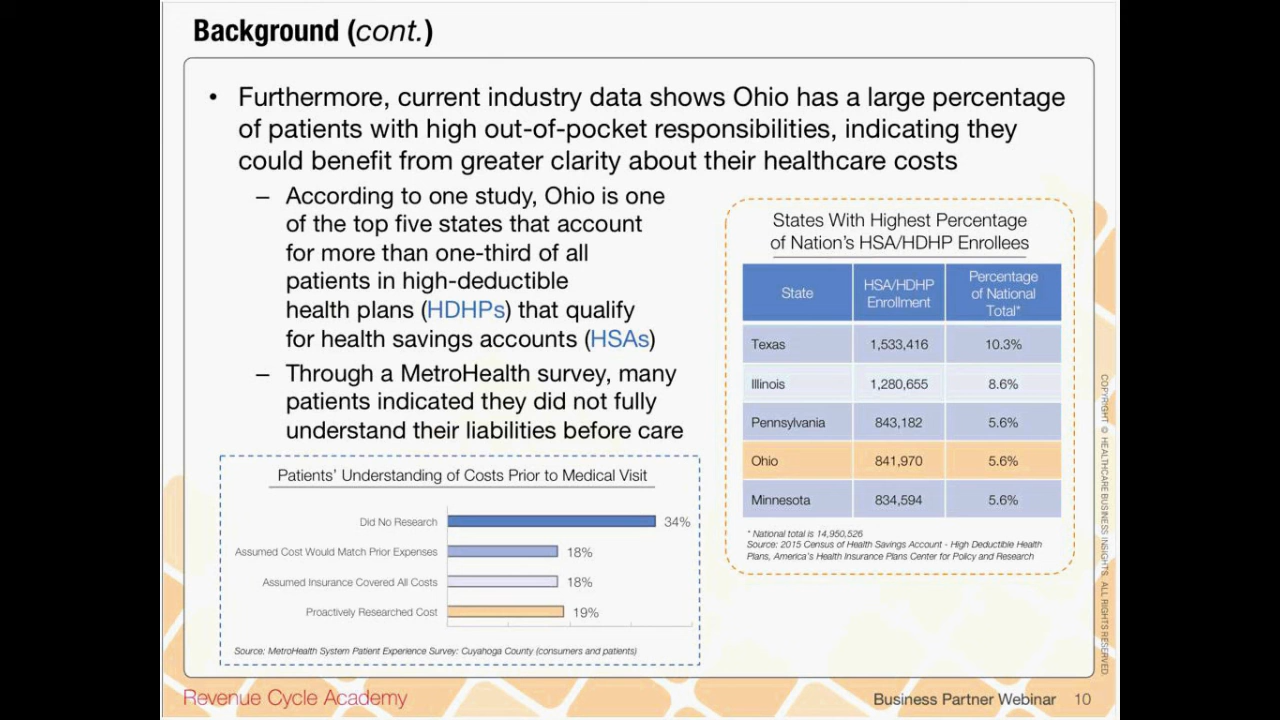 Background (cont.)
• Furthermore, current industry data shows Ohio has a large percentage
of patients with high out-of-pocket responsibilities, indicating they
could benefit from greater clarity about their healthcare costs
– According to one study, Ohio is one
of the top five states that account
for more than one-third of all
patients in high-deductible
health plans (HDHPs) that qualify
for health savings accounts (HSAs)
– Through a MetroHealth survey, many
patients indicated they did not fully
understand their liabilities before care
Patients' Understanding of Costs Prior to Medical Visit
Did No Research 34%
Assumed Cost Would Match Prior Expenses 18%
Assumed Insurance Covered All Costs 18%
Proactively Researched Cost 19%
Source: MetroHealth System Patient Experience Survey: Cuyahoga County (consumers and patients)
States With Highest Percentage
of Nation's HSA/HDHP Enrollees
State HSA/HDHP Enrollment Percentage of National Total*
Texas 1,533,416 10.3%
Illinois 1,280,655 8.6%
Pennsylvania 843,182 5.6%
Ohio 841,970 5.6%
Minnesota 834,594 5.6%
* National total is 14,950,526
Source: 2015 Census of Health Savings Account - High Deductible Health
Plans, America's Health Insurance Plans Center for Policy and Research
COPYRIGHT © HEALTHCARE BUSINESS INSIGHTS. ALL RIGHTS RESERVED.
Revenue Cycle Academy
Business Partner Webinar 10